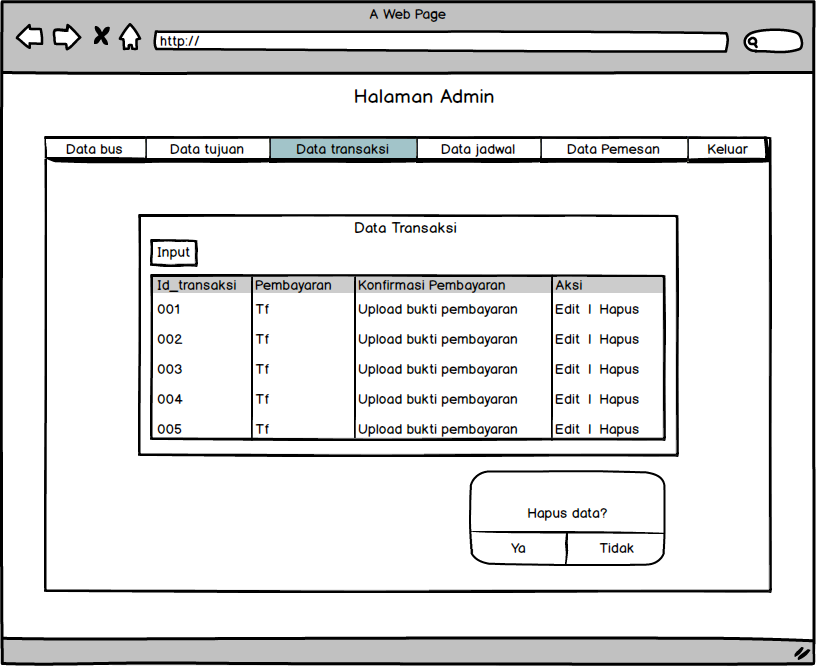 A Web Page
http://
Halaman Admin
Data bus Data tujuan Data transaksi Data jadwal Data Pemesan Keluar
Data Transaksi
Input
Id_transaksi Pembayaran Konfirmasi Pembayaran Aksi
001 Tf Upload bukti pembayaran Edit | Hapus
002 Tf Upload bukti pembayaran Edit | Hapus
003 Tf Upload bukti pembayaran Edit | Hapus
004 Tf Upload bukti pembayaran Edit | Hapus
005 Tf Upload bukti pembayaran Edit | Hapus
Hapus data?
Ya Tidak